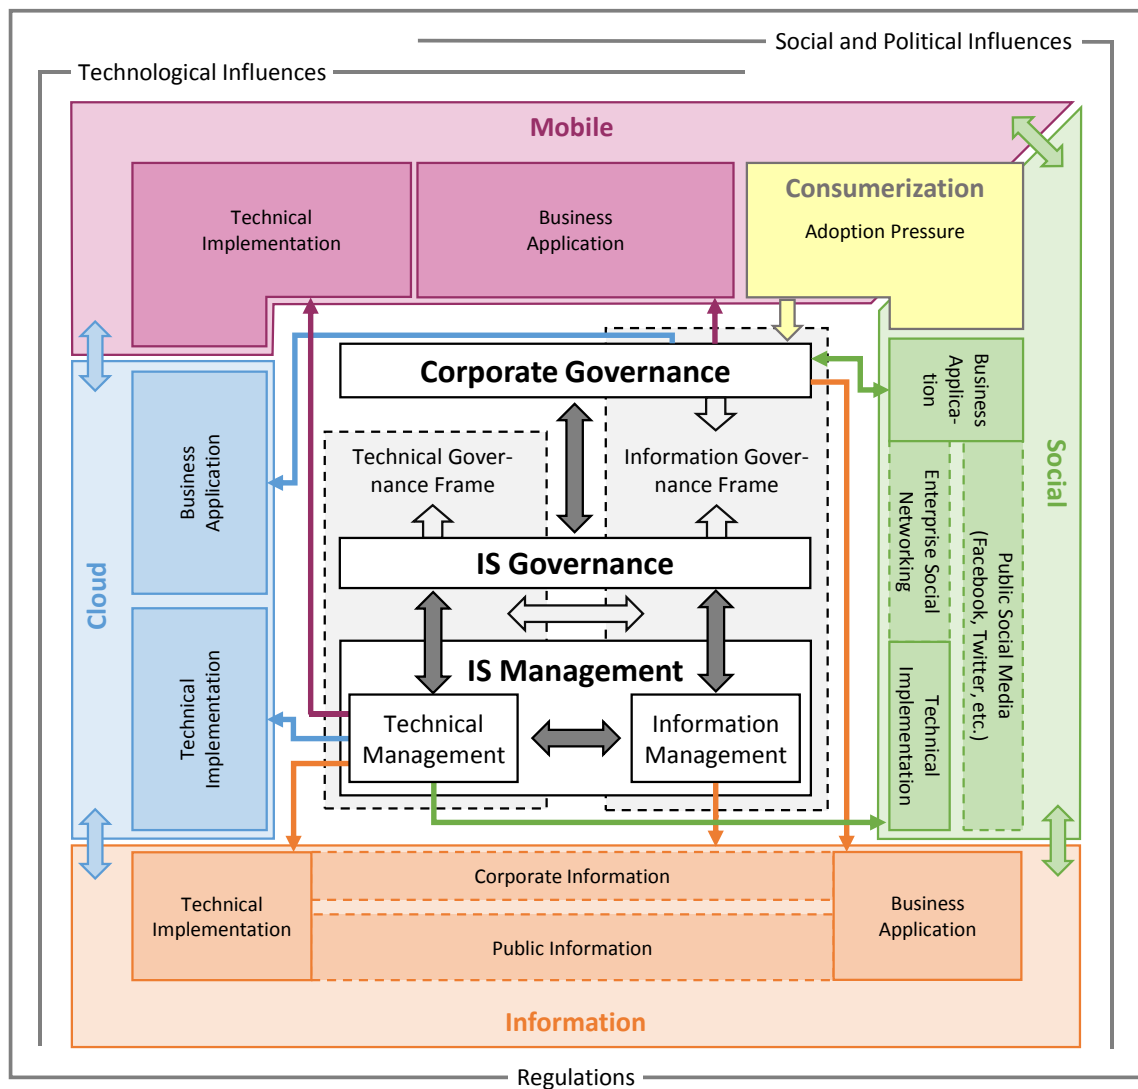 Social and Political Influences
Technological Influences
Mobile
Technical
Implementation
Business
Application
Consumerization
Adoption Pressure
Corporate Governance
Technical Gover-
nance Frame
Information Gover-
nance Frame
IS Governance
IS Management
Technical
Management
Information
Management
Cloud
Business
Application
Technical
Implementation
Social
Business
Applica-
tion
Enterprise Social
Networking
Technical
Implementation
Public Social Media
(Facebook, Twitter, etc.)
Technical
Implementation
Corporate Information
Public Information
Business
Application
Information
Regulations